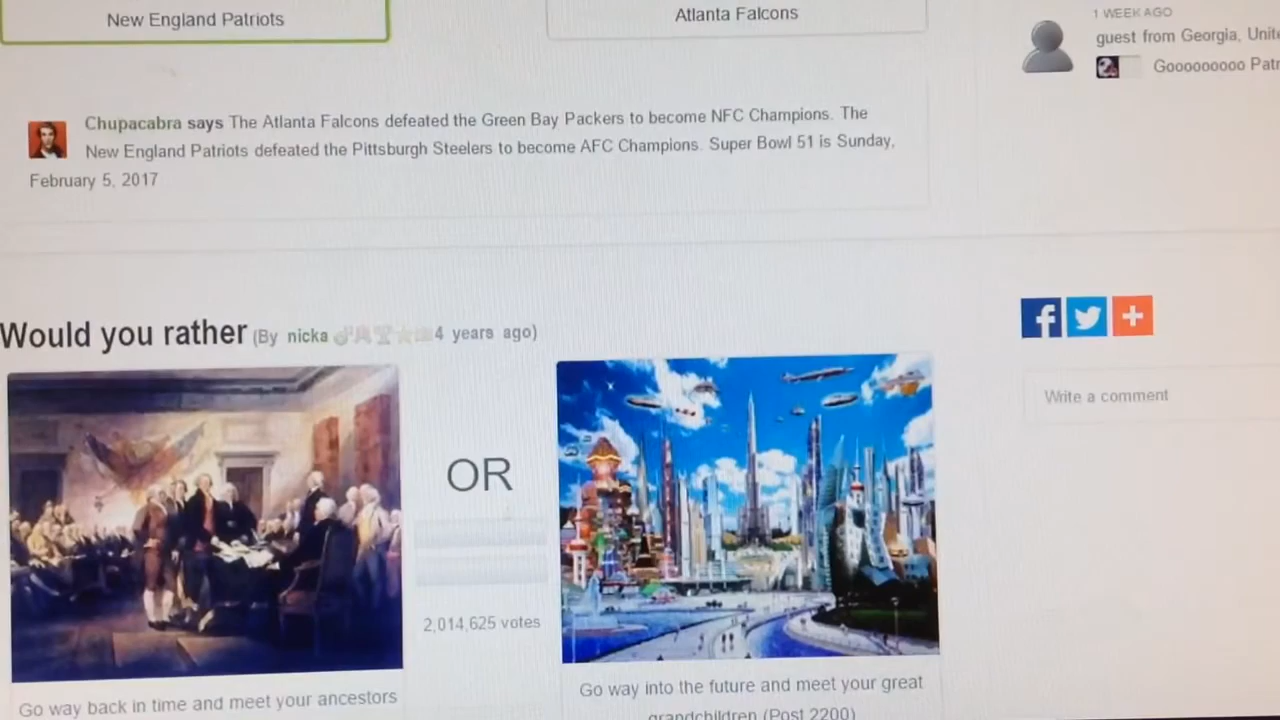 New England Patriots
Atlanta Falcons
1 WEEK AGO
guest from Georgia, Unite
Gooooooooo Patr
Chupacabra says The Atlanta Falcons defeated the Green Bay Packers to become NFC Champions. The
New England Patriots defeated the Pittsburgh Steelers to become AFC Champions. Super Bowl 51 is Sunday,
February 5, 2017
Would you rather (By nicka 4 years ago)
Write a comment
OR
2,014,625 votes
Go way back in time and meet your ancestors
Go way into the future and meet your great
grandchildren (Post 2200)